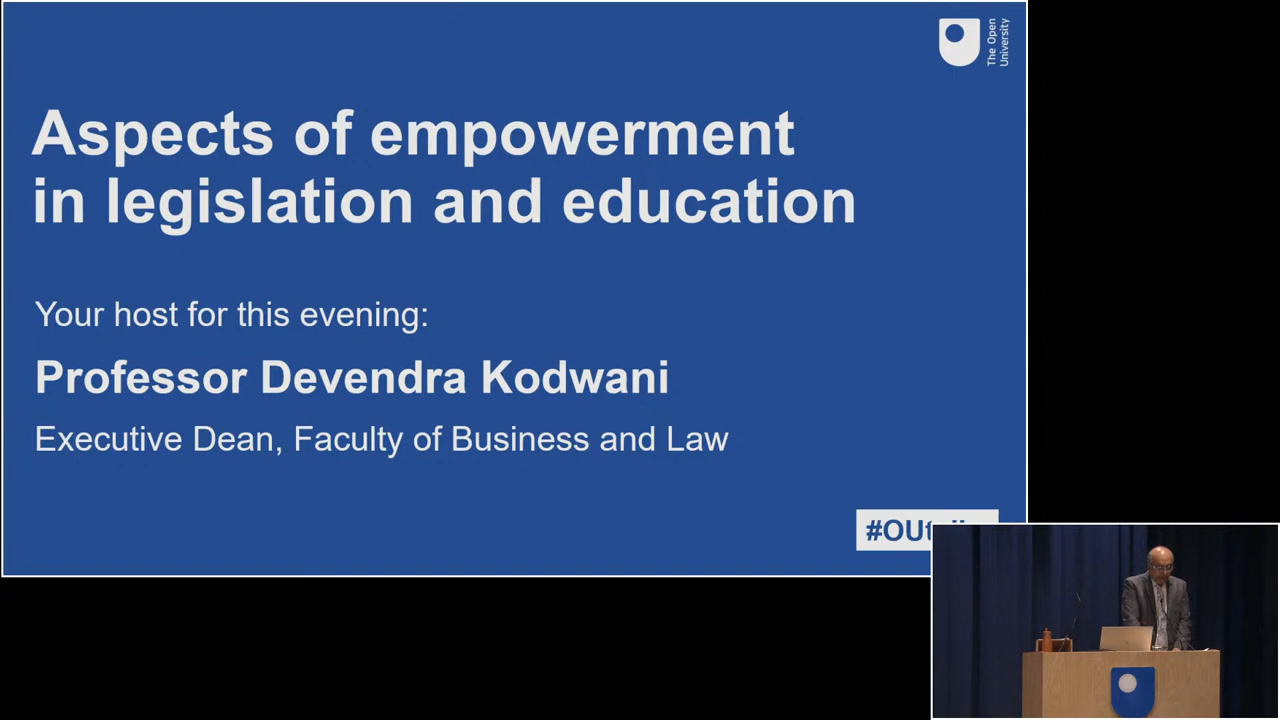 The Open
University
Aspects of empowerment
in legislation and education
Your host for this evening:
Professor Devendra Kodwani
Executive Dean, Faculty of Business and Law